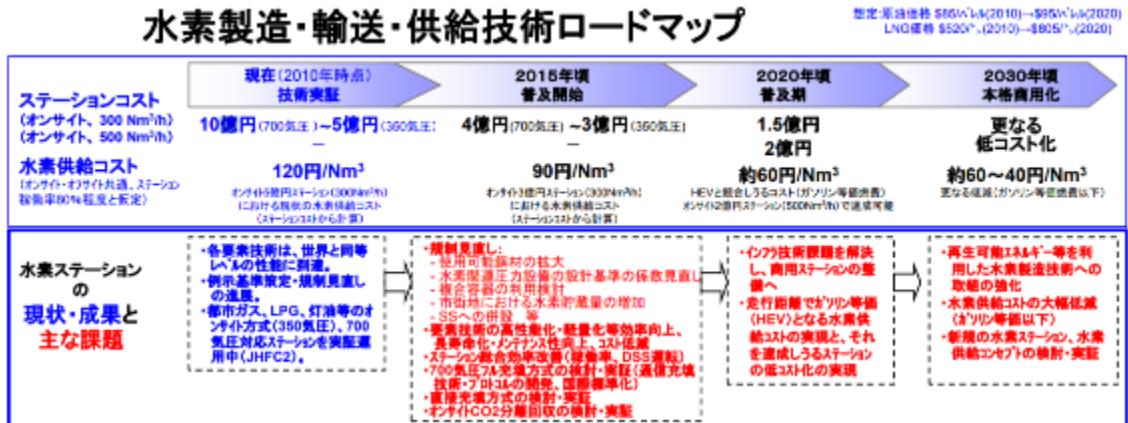 水素製造・輸送・供給技術ロードマップ
想定:原油価格 $85/バレル(2010)→$95/バレル(2020)
LNG価格 $520/㌧(2010)→$805/㌧(2020)
現在(2010年時点)
技術実証
2015年頃
普及開始
2020年頃
普及期
2030年頃
本格商用化
ステーションコスト
(オンサイト、300 Nm³/h)
(オンサイト、500 Nm³/h)
10億円(700気圧)~5億円(350気圧)
－
4億円(700気圧) ~3億円(350気圧)
－
1.5億円
2億円
更なる
低コスト化
水素供給コスト
(オンサイト・オフサイト共通、ステーション
稼働率80%程度と仮定)
120円/Nm³
オンサイト5億円ステーション(300Nm³/h)
における現状の水素供給コスト
(ステーションコストから計算)
90円/Nm³
オンサイト3億円ステーション(300Nm³/h)
における水素供給コスト
(ステーションコストから計算)
約60円/Nm³
HEVと競合しうるコスト(ガソリン等価燃費)
オンサイト2億円ステーション(500Nm³/h)で達成可能
約60～40円/Nm³
更なる低減(ガソリン等価燃費以下)
水素ステーション
の
現状・成果と
主な課題
・各要素技術は、世界と同等
レベルの性能に到達。
・例示基準策定・規制見直し
の進展。
・都市ガス、LPG、灯油等のオ
ンサイト方式(350気圧)、700
気圧対応ステーションを実証運
用中(JHFC2)。
・規制見直し:
- 使用可能鋼材の拡大
- 水素関連圧力設備の設計基準の係数見直し
- 複合容器の利用検討
- 市街地における水素貯蔵量の増加
- SSへの併設　等
・要素技術の高性能化・軽量化等効率向上、
長寿命化・メンテナンス性向上、コスト低減
・ステーション総合効率改善(稼働率、DSS運転)
・700気圧フル充填方式の検討・実証(通信充填
技術・プロトコルの開発、国際標準化)
・直接充填方式の検討・実証
・オンサイトCO2分離回収の検討・実証
・インフラ技術課題を解決
し、商用ステーションの整
備へ
・走行距離でガソリン等価
(HEV)となる水素供
給コストの実現と、それ
を達成しうるステーション
の低コスト化の実現
・再生可能エネルギー等を利
用した水素製造技術への
取組の強化
・水素供給コストの大幅低減
(ガソリン等価以下)
・新規の水素ステーション、水素
供給コンセプトの検討・実証